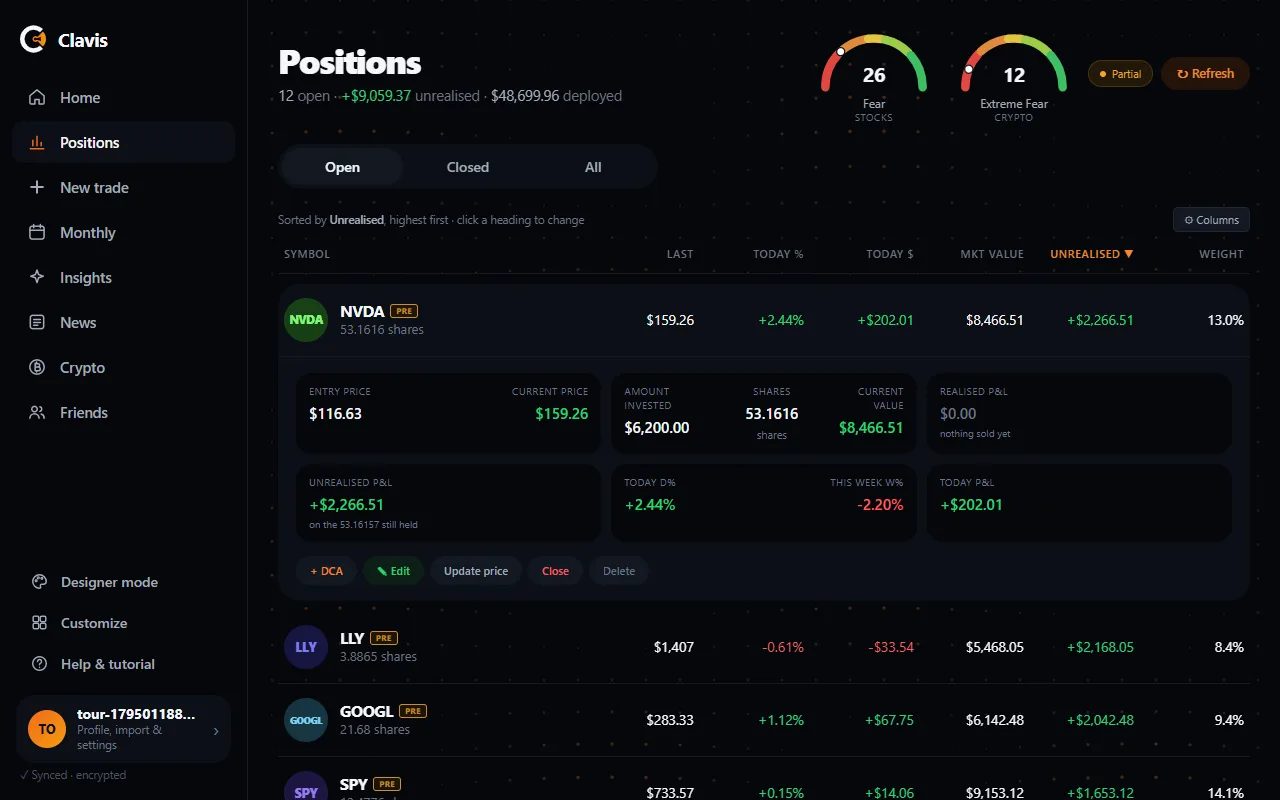 Clavis
Home
Positions
New trade
Monthly
Insights
News
Crypto
Friends
Designer mode
Customize
Help & tutorial
TO
tour-179501188...
Profile, import &
settings
›
✓ Synced · encrypted
Positions
12 open · +$9,059.37 unrealised · $48,699.96 deployed
26
Fear
STOCKS
12
Extreme Fear
CRYPTO
Partial
↻ Refresh
Open Closed All
Sorted by Unrealised, highest first · click a heading to change
⚙ Columns
SYMBOL LAST TODAY % TODAY $ MKT VALUE UNREALISED ▼ WEIGHT
NVDA
NVDA PRE
53.1616 shares
$159.26 +2.44% +$202.01 $8,466.51 +$2,266.51 13.0%
ENTRY PRICE CURRENT PRICE
$116.63 $159.26
AMOUNT
INVESTED
$6,200.00
SHARES
53.1616
shares
CURRENT
VALUE
$8,466.51
REALISED P&L
$0.00
nothing sold yet
UNREALISED P&L
+$2,266.51
on the 53.16157 still held
TODAY D% THIS WEEK W%
+2.44% -2.20%
TODAY P&L
+$202.01
+ DCA
✎ Edit
Update price
Close
Delete
LLY
LLY PRE
3.8865 shares
$1,407 -0.61% -$33.54 $5,468.05 +$2,168.05 8.4%
GOOGL
GOOGL PRE
21.68 shares
$283.33 +1.12% +$67.75 $6,142.48 +$2,042.48 9.4%
SPY
SPY PRE
$733.57 +0.15% +$14.06 $9,153.12 +$1,653.12 14.1%